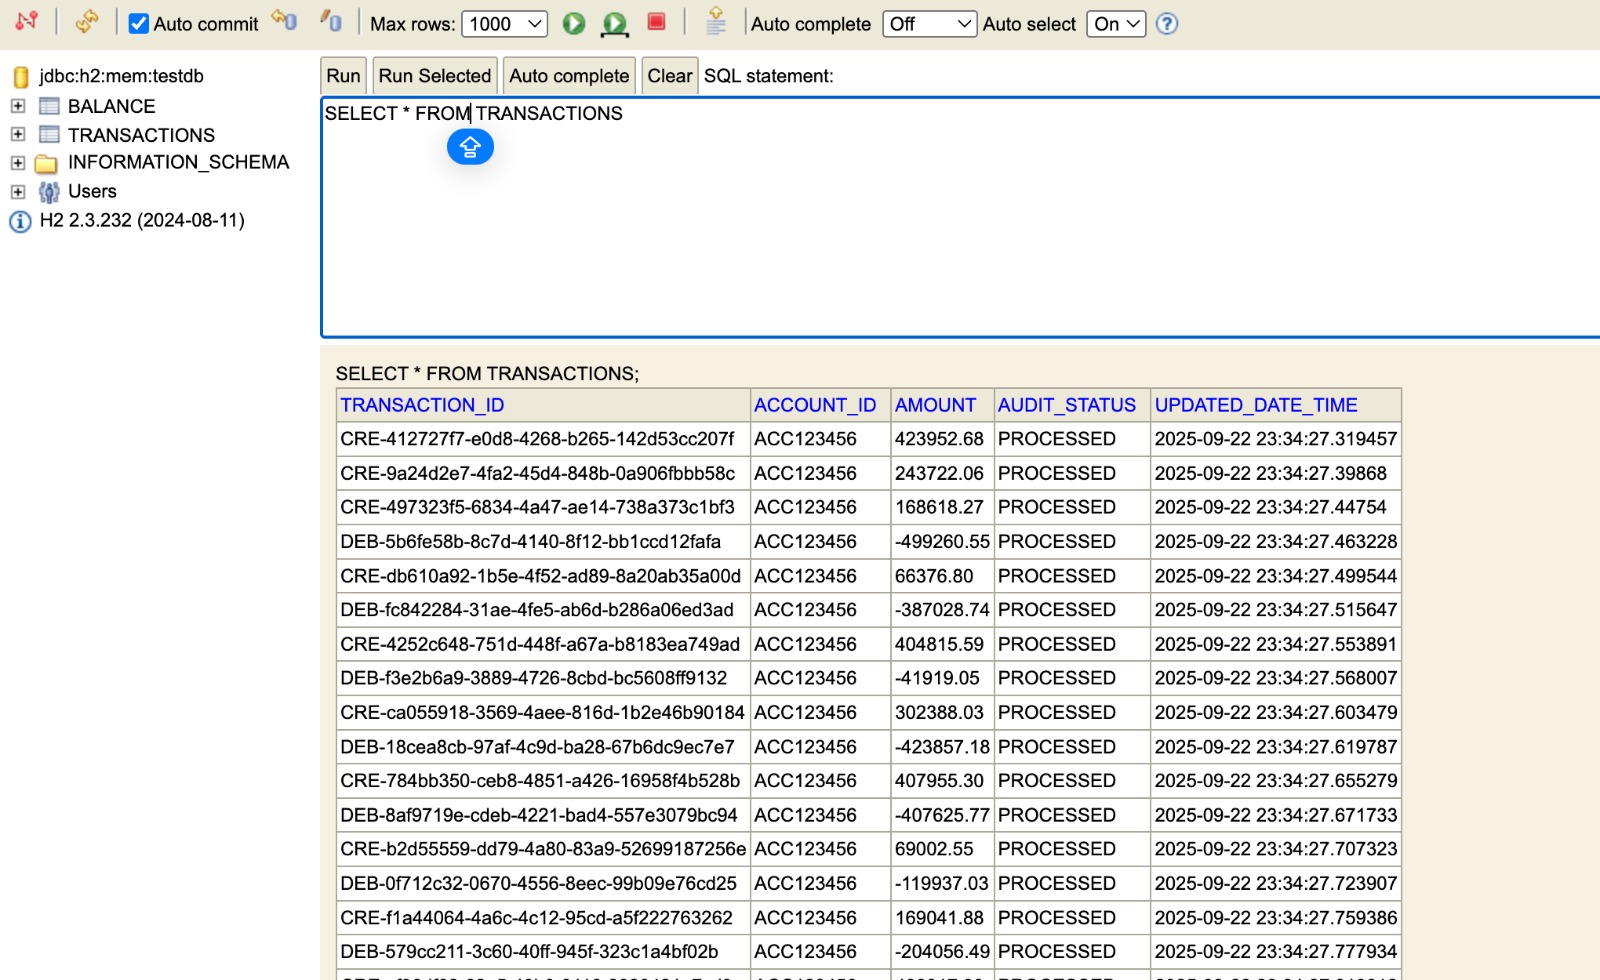 Auto commit Max rows: 1000 Auto complete Off Auto select On ?
jdbc:h2:mem:testdb
BALANCE
TRANSACTIONS
INFORMATION_SCHEMA
Users
H2 2.3.232 (2024-08-11)
Run Run Selected Auto complete Clear SQL statement:
SELECT * FROM TRANSACTIONS
SELECT * FROM TRANSACTIONS;
TRANSACTION_ID ACCOUNT_ID AMOUNT AUDIT_STATUS UPDATED_DATE_TIME
CRE-412727f7-e0d8-4268-b265-142d53cc207f ACC123456 423952.68 PROCESSED 2025-09-22 23:34:27.319457
CRE-9a24d2e7-4fa2-45d4-848b-0a906fbbb58c ACC123456 243722.06 PROCESSED 2025-09-22 23:34:27.39868
CRE-497323f5-6834-4a47-ae14-738a373c1bf3 ACC123456 168618.27 PROCESSED 2025-09-22 23:34:27.44754
DEB-5b6fe58b-8c7d-4140-8f12-bb1ccd12fafa ACC123456 -499260.55 PROCESSED 2025-09-22 23:34:27.463228
CRE-db610a92-1b5e-4f52-ad89-8a20ab35a00d ACC123456 66376.80 PROCESSED 2025-09-22 23:34:27.499544
DEB-fc842284-31ae-4fe5-ab6d-b286a06ed3ad ACC123456 -387028.74 PROCESSED 2025-09-22 23:34:27.515647
CRE-4252c648-751d-448f-a67a-b8183ea749ad ACC123456 404815.59 PROCESSED 2025-09-22 23:34:27.553891
DEB-f3e2b6a9-3889-4726-8cbd-bc5608ff9132 ACC123456 -41919.05 PROCESSED 2025-09-22 23:34:27.568007
CRE-ca055918-3569-4aee-816d-1b2e46b90184 ACC123456 302388.03 PROCESSED 2025-09-22 23:34:27.603479
DEB-18cea8cb-97af-4c9d-ba28-67b6dc9ec7e7 ACC123456 -423857.18 PROCESSED 2025-09-22 23:34:27.619787
CRE-784bb350-ceb8-4851-a426-16958f4b528b ACC123456 407955.30 PROCESSED 2025-09-22 23:34:27.655279
DEB-8af9719e-cdeb-4221-bad4-557e3079bc94 ACC123456 -407625.77 PROCESSED 2025-09-22 23:34:27.671733
CRE-b2d55559-dd79-4a80-83a9-52699187256e ACC123456 69002.55 PROCESSED 2025-09-22 23:34:27.707323
DEB-0f712c32-0670-4556-8eec-99b09e76cd25 ACC123456 -119937.03 PROCESSED 2025-09-22 23:34:27.723907
CRE-f1a44064-4a6c-4c12-95cd-a5f222763262 ACC123456 169041.88 PROCESSED 2025-09-22 23:34:27.759386
DEB-579cc211-3c60-40ff-945f-323c1a4bf02b ACC123456 -204056.49 PROCESSED 2025-09-22 23:34:27.777934